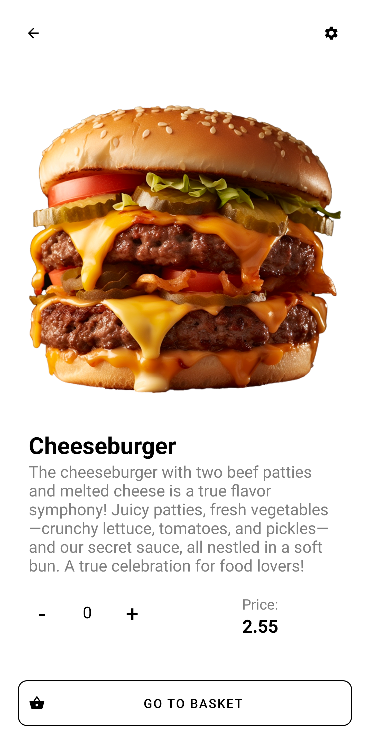 Cheeseburger
The cheeseburger with two beef patties
and melted cheese is a true flavor
symphony! Juicy patties, fresh vegetables
—crunchy lettuce, tomatoes, and pickles—
and our secret sauce, all nestled in a soft
bun. A true celebration for food lovers!
- 0 +
Price:
2.55
GO TO BASKET